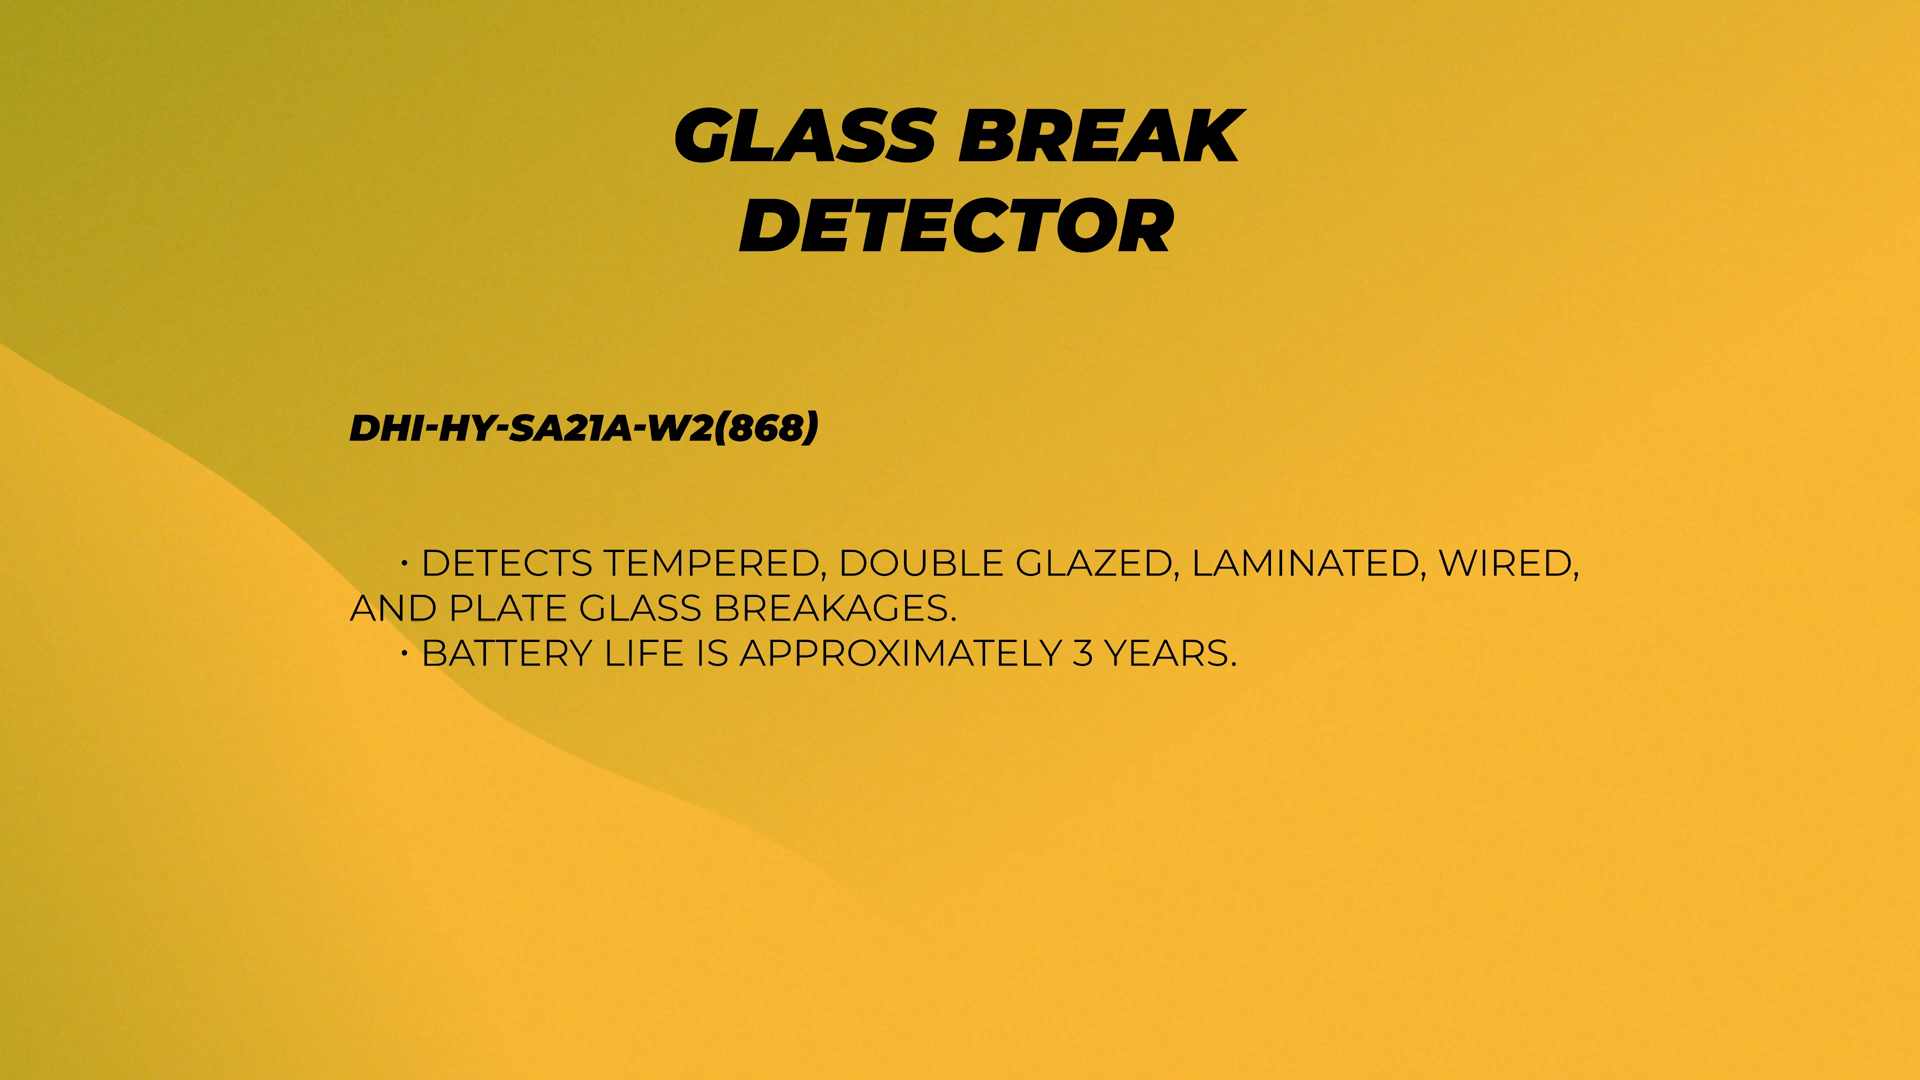 GLASS BREAK
DETECTOR
DHI-HY-SA21A-W2(868)
• DETECTS TEMPERED, DOUBLE GLAZED, LAMINATED, WIRED,
AND PLATE GLASS BREAKAGES.
• BATTERY LIFE IS APPROXIMATELY 3 YEARS.